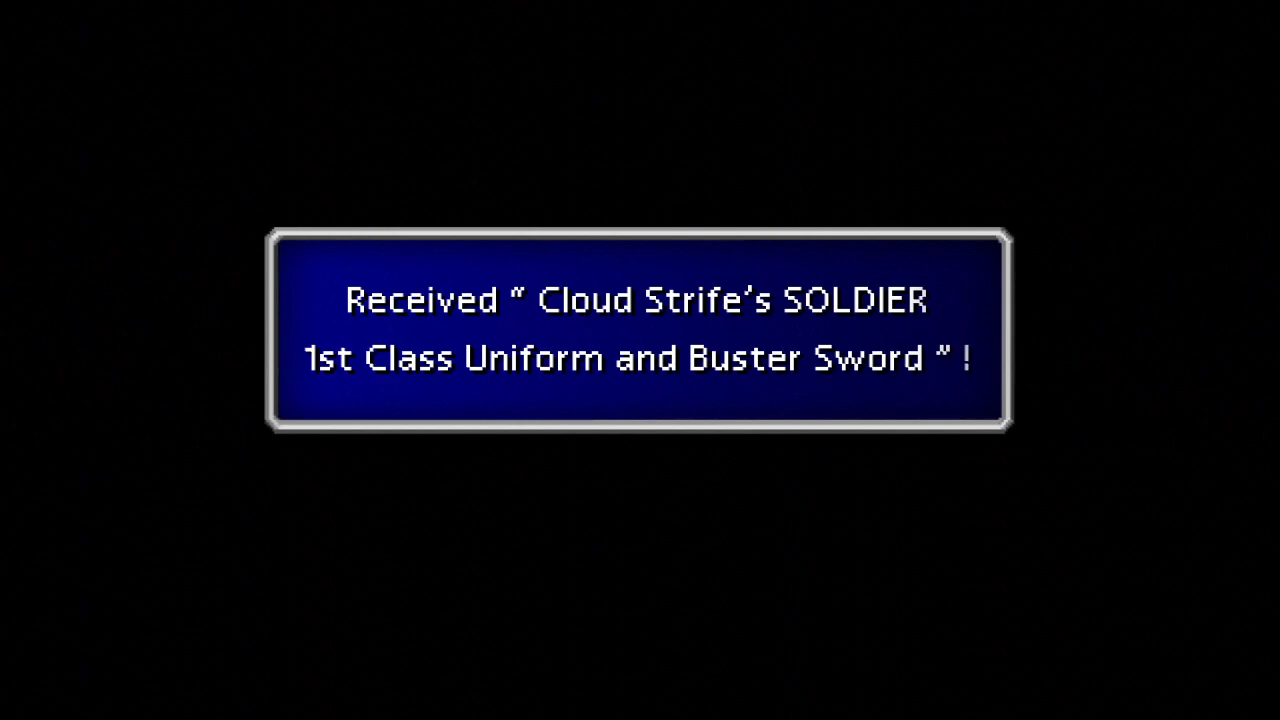 Received “ Cloud Strife’s SOLDIER
1st Class Uniform and Buster Sword ” !